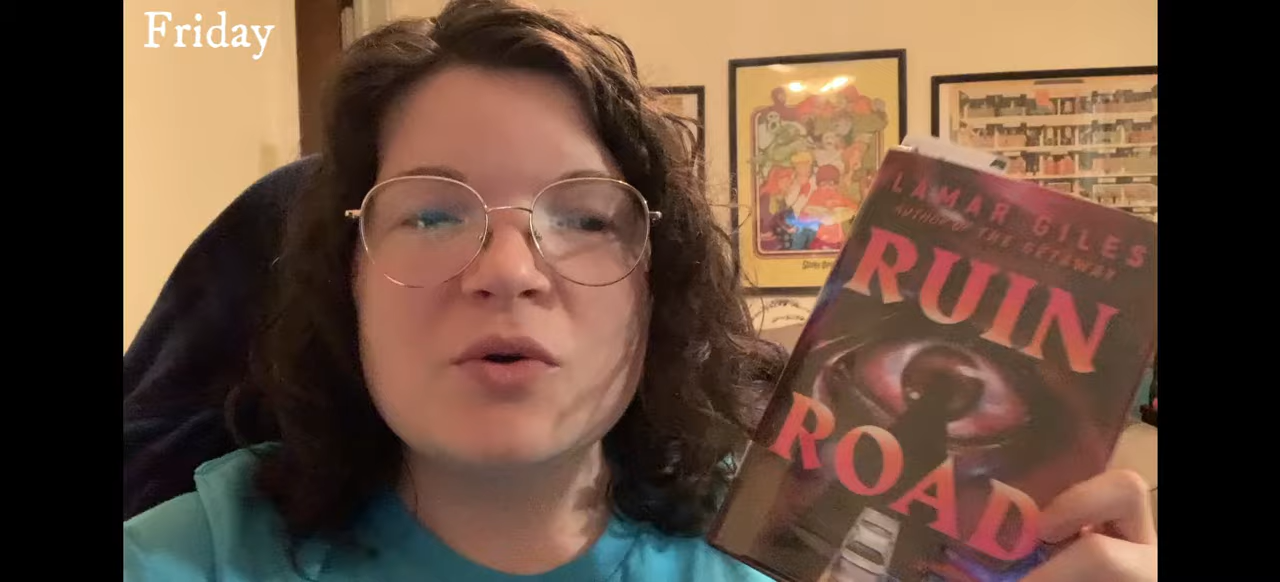 Friday
LAMAR GILES
AUTHOR OF THE GETAWAY
RUIN
ROAD